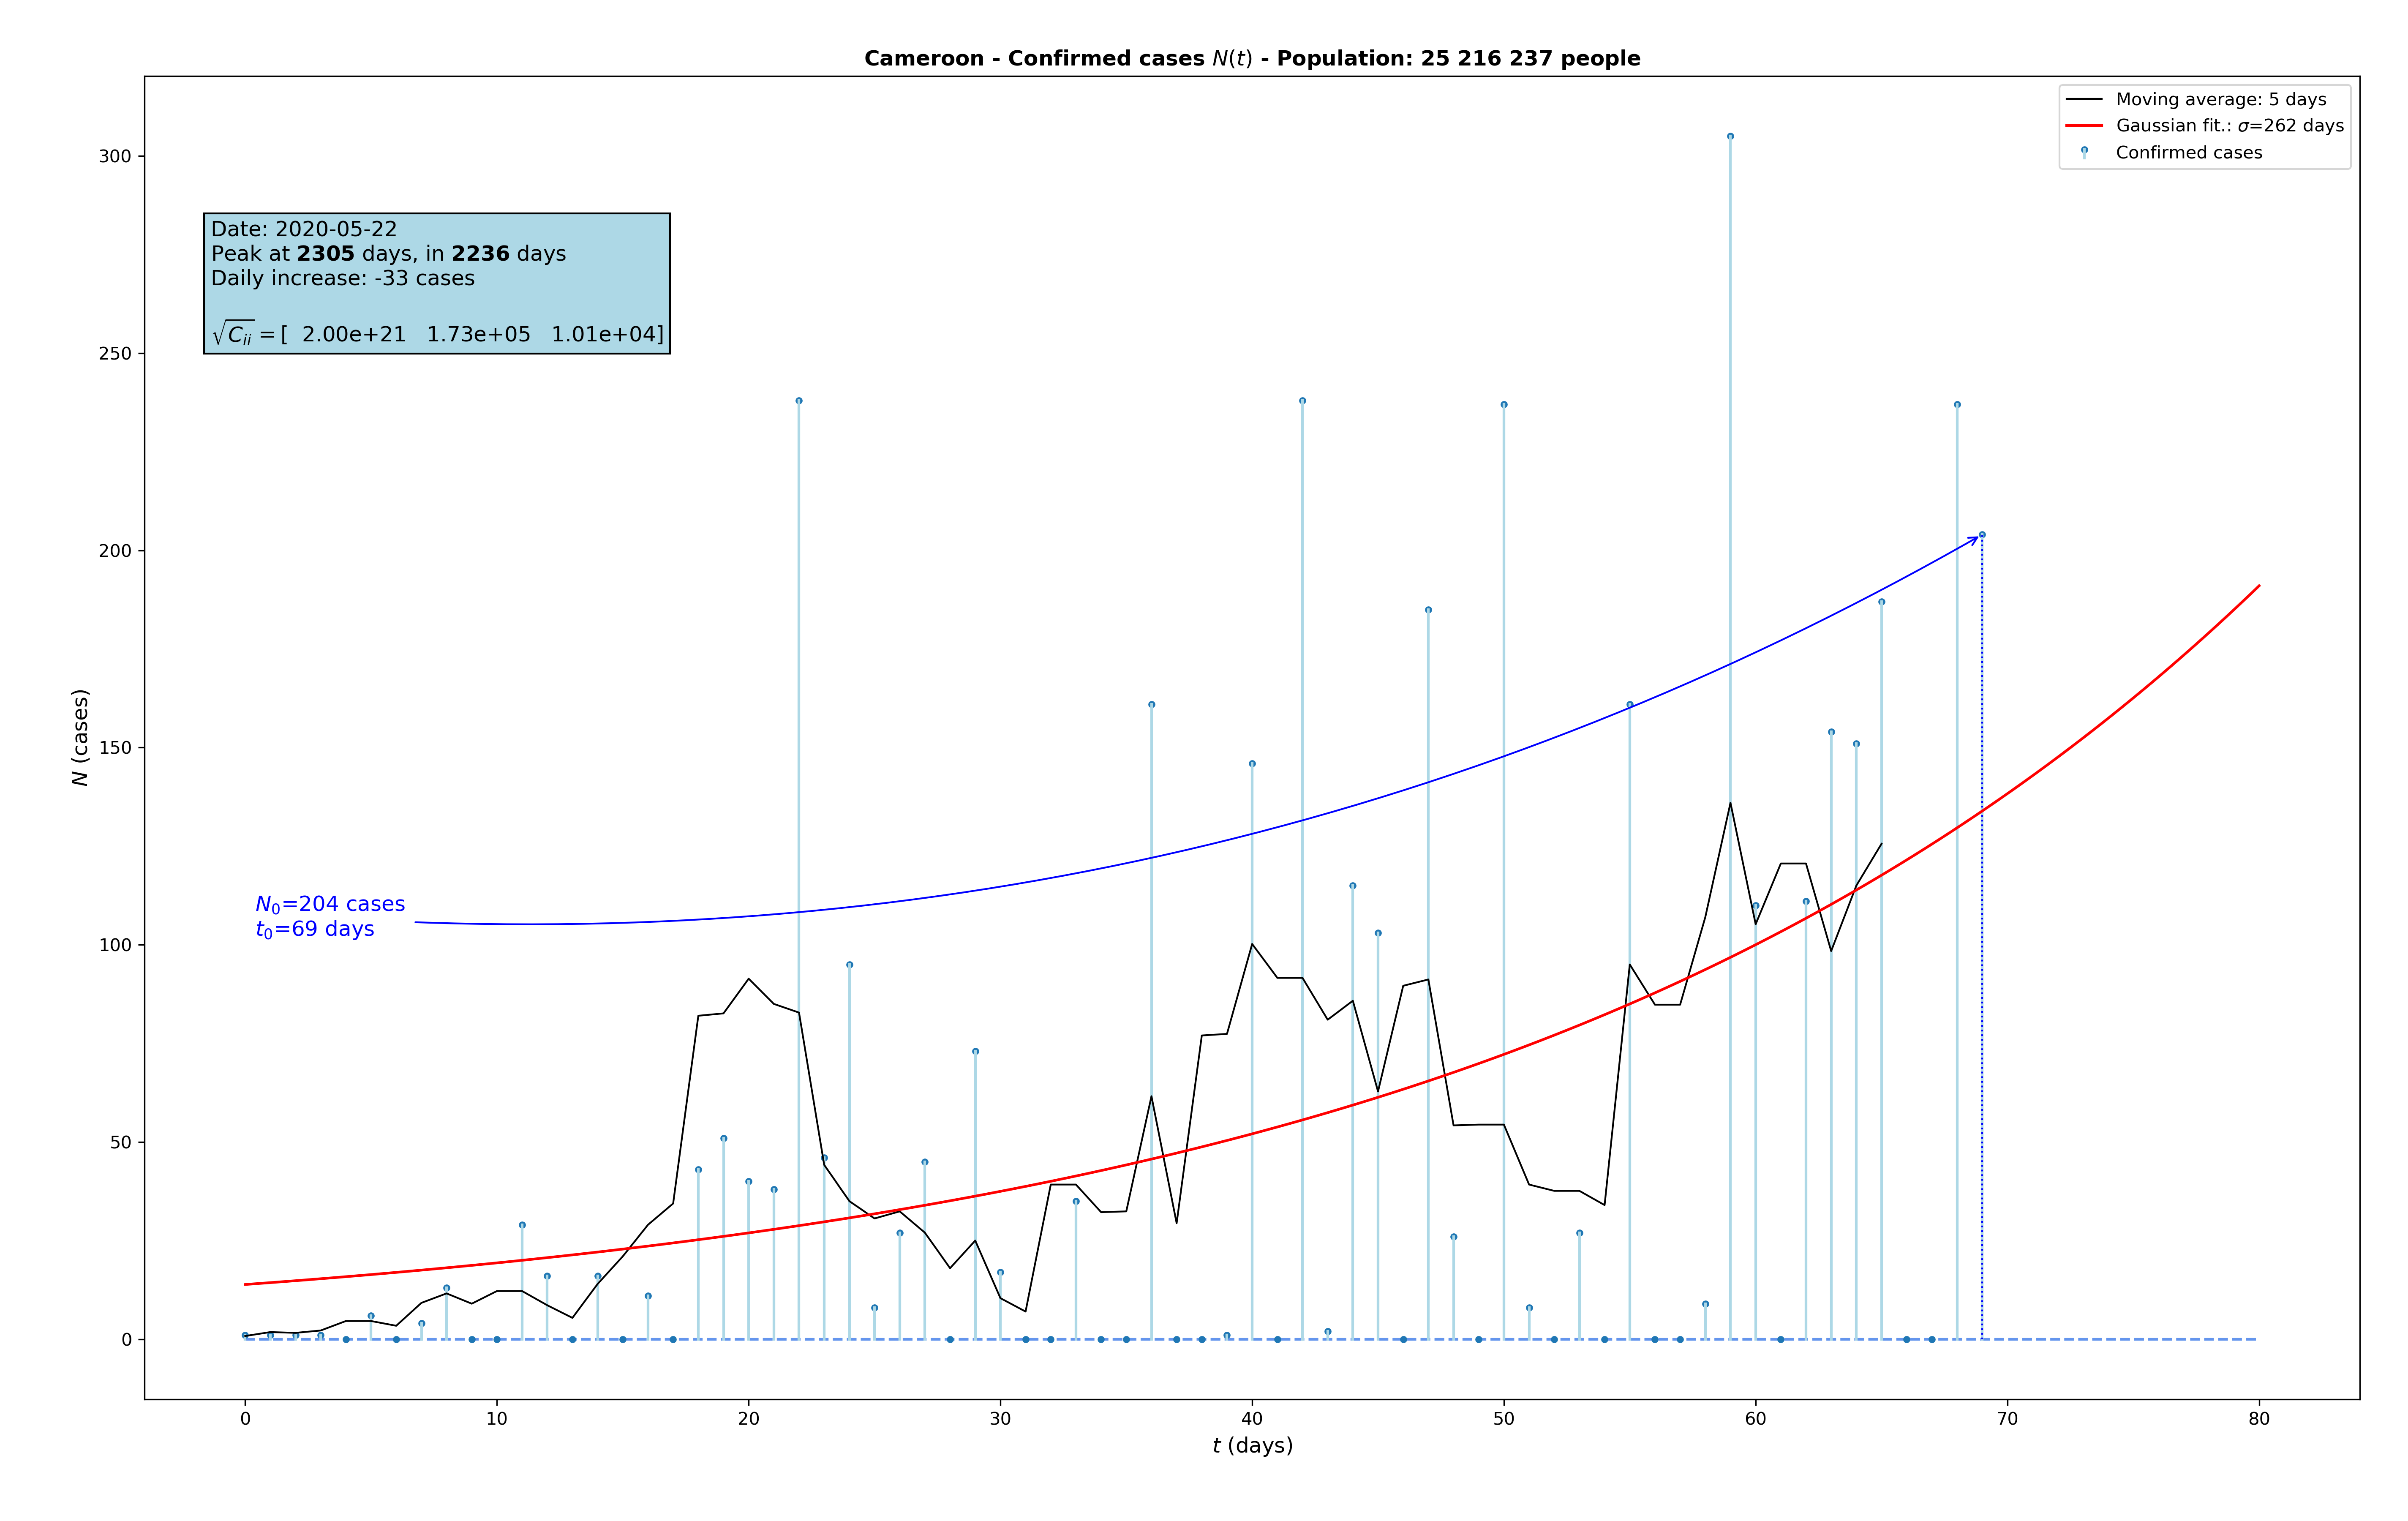 Cameroon - Confirmed cases N(t) - Population: 25 216 237 people
Moving average: 5 days
Gaussian fit.: σ=262 days
Confirmed cases
Date: 2020-05-22
Peak at 2305 days, in 2236 days
Daily increase: -33 cases
√Cᵢᵢ = [ 2.00e+21 1.73e+05 1.01e+04]
N₀=204 cases
t₀=69 days
N (cases)
300
250
200
150
100
50
0
0 10 20 30 40 50 60 70 80
t (days)